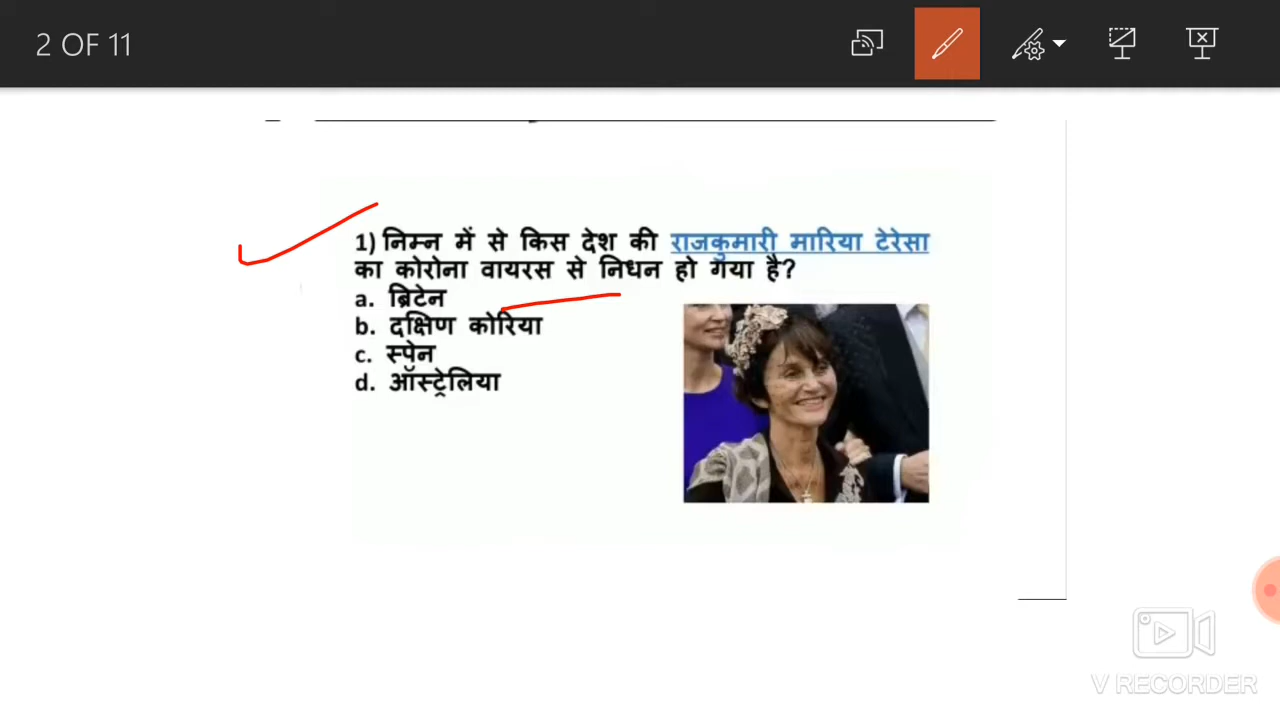 2 OF 11
1) निम्न में से किस देश की राजकुमारी मारिया टेरेसा
का कोरोना वायरस से निधन हो गया है?
a. ब्रिटेन
b. दक्षिण कोरिया
c. स्पेन
d. ऑस्ट्रेलिया
V RECORDER